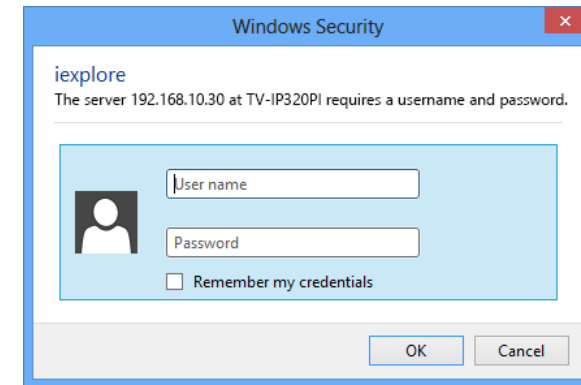 Windows Security
iexplore
The server 192.168.10.30 at TV-IP320PI requires a username and password.
User name
Password
Remember my credentials
OK
Cancel